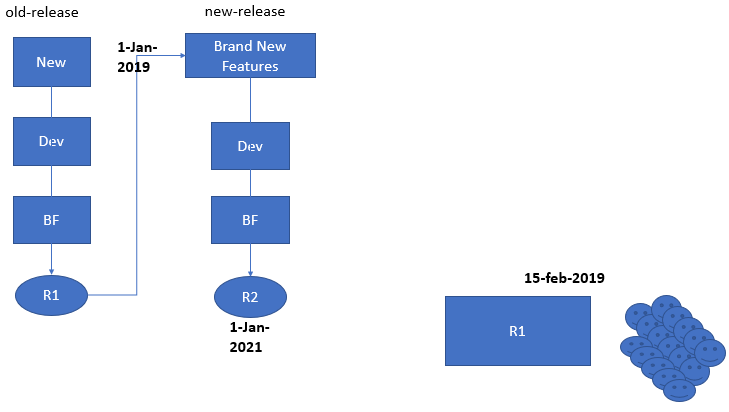 old-release
new-release
New
1-Jan-
2019
Brand New
Features
Dev
Dev
BF
BF
R1
R2
1-Jan-
2021
15-feb-2019
R1